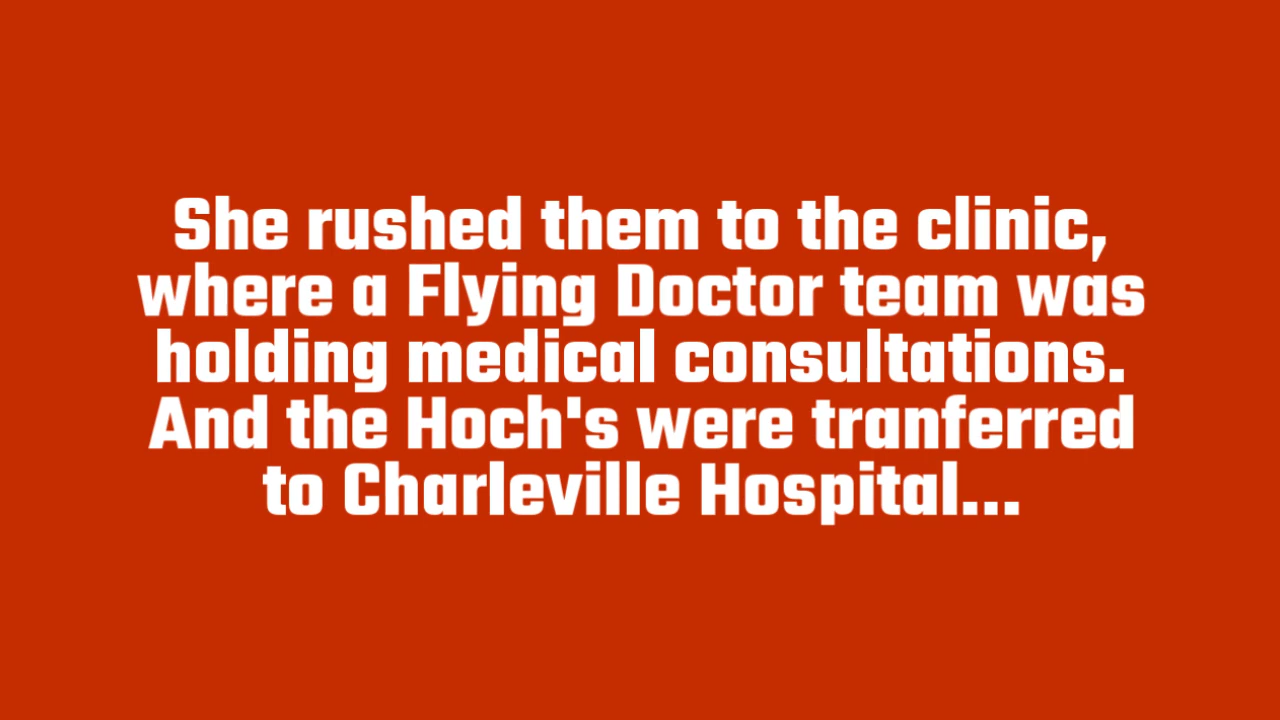 She rushed them to the clinic,
where a Flying Doctor team was
holding medical consultations.
And the Hoch's were tranferred
to Charleville Hospital...